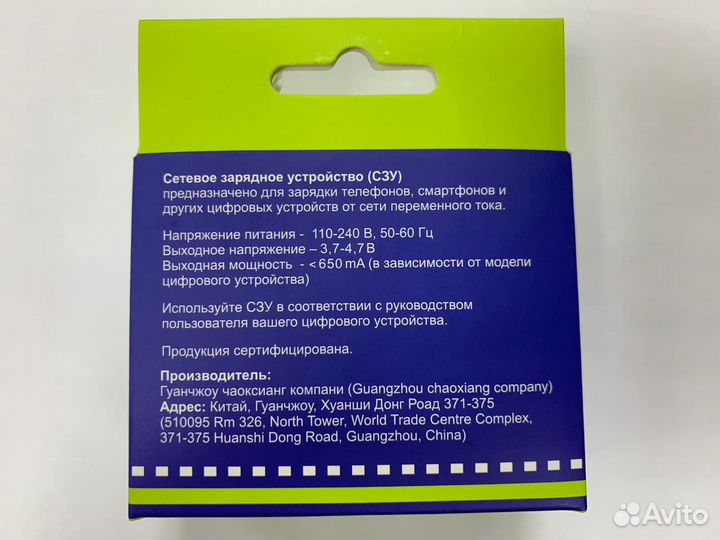 Сетевое зарядное устройство (СЗУ)
предназначено для зарядки телефонов, смартфонов и
других цифровых устройств от сети переменного тока.
Напряжение питания - 110-240 В, 50-60 Гц
Выходное напряжение – 3,7-4,7 В
Выходная мощность - < 650 mA (в зависимости от модели
цифрового устройства)
Используйте СЗУ в соответствии с руководством
пользователя вашего цифрового устройства.
Продукция сертифицирована.
Производитель:
Гуанчжоу чаоксианг компани (Guangzhou chaoxiang company)
Адрес: Китай, Гуанчжоу, Хуанши Донг Роад 371-375
(510095 Rm 326, North Tower, World Trade Centre Complex,
371-375 Huanshi Dong Road, Guangzhou, China)
Avito